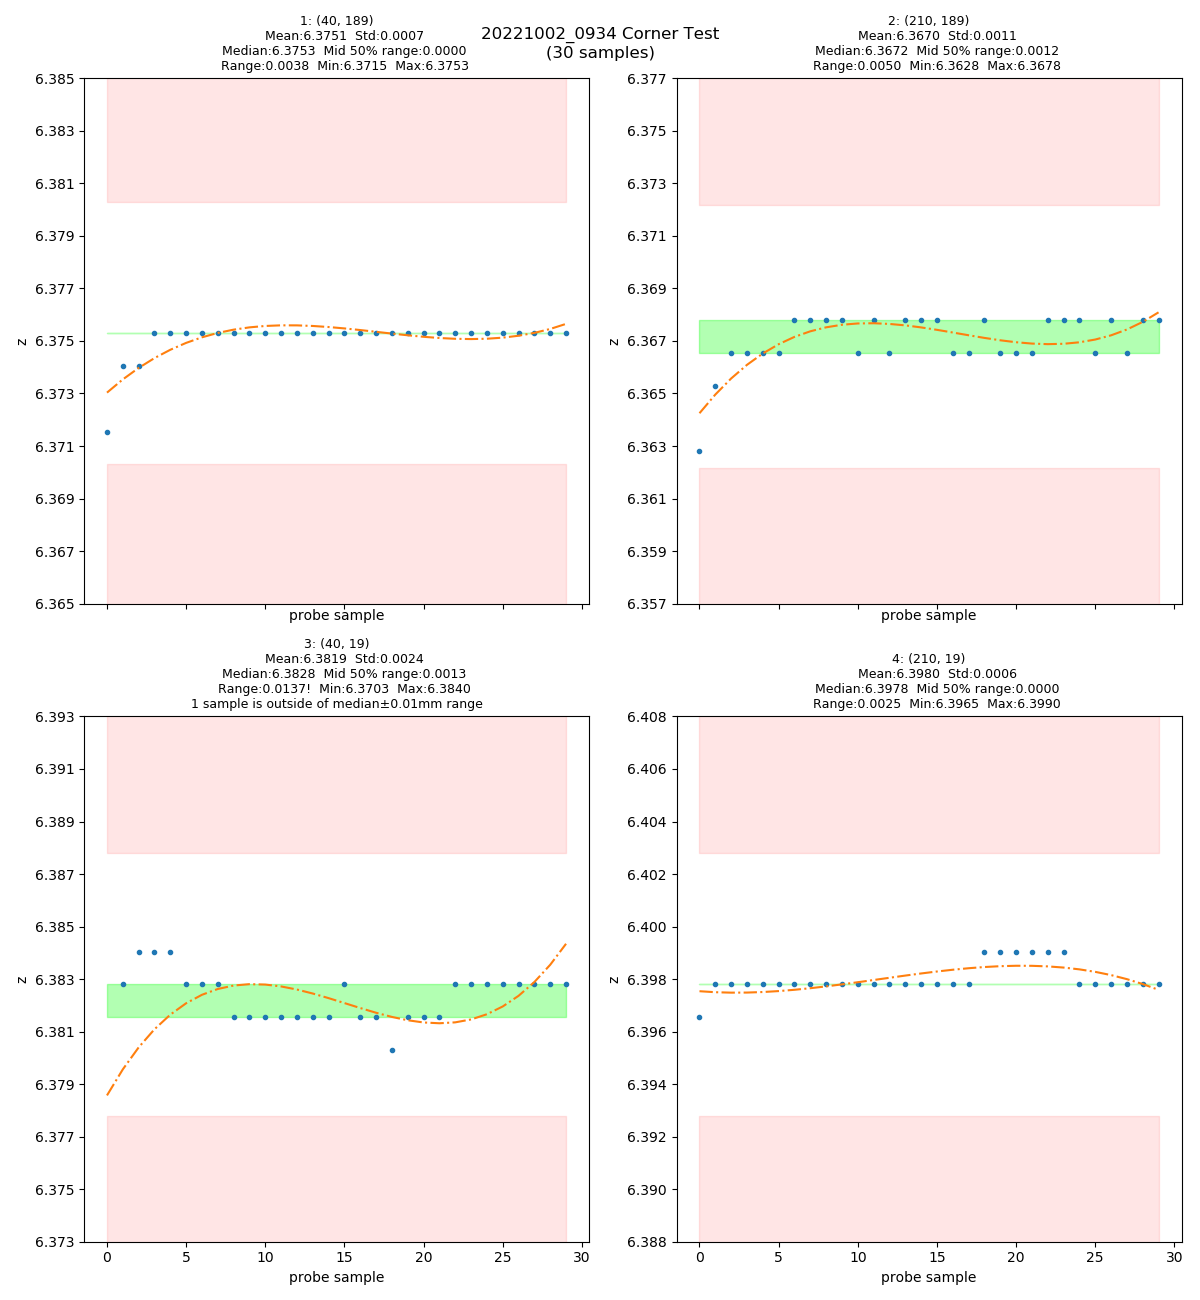 20221002_0934 Corner Test
(30 samples)
1: (40, 189)
Mean:6.3751  Std:0.0007
Median:6.3753  Mid 50% range:0.0000
Range:0.0038  Min:6.3715  Max:6.3753
6.385
6.383
6.381
6.379
6.377
6.375
6.373
6.371
6.369
6.367
6.365
z
probe sample
2: (210, 189)
Mean:6.3670  Std:0.0011
Median:6.3672  Mid 50% range:0.0012
Range:0.0050  Min:6.3628  Max:6.3678
6.377
6.375
6.373
6.371
6.369
6.367
6.365
6.363
6.361
6.359
6.357
z
probe sample
3: (40, 19)
Mean:6.3819  Std:0.0024
Median:6.3828  Mid 50% range:0.0013
Range:0.0137!  Min:6.3703  Max:6.3840
1 sample is outside of median±0.01mm range
6.393
6.391
6.389
6.387
6.385
6.383
6.381
6.379
6.377
6.375
6.373
z
0 5 10 15 20 25 30
probe sample
4: (210, 19)
Mean:6.3980  Std:0.0006
Median:6.3978  Mid 50% range:0.0000
Range:0.0025  Min:6.3965  Max:6.3990
6.408
6.406
6.404
6.402
6.400
6.398
6.396
6.394
6.392
6.390
6.388
z
0 5 10 15 20 25 30
probe sample